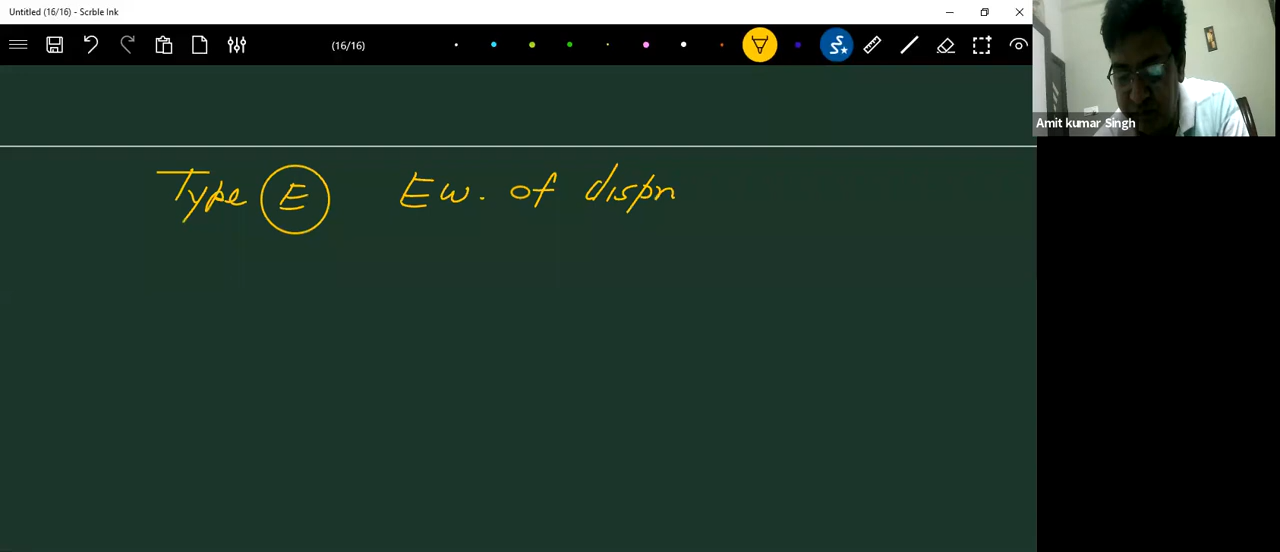 Untitled (16/16) - Scrble Ink
(16/16)
Amit kumar Singh
Type E Ew. of dispn